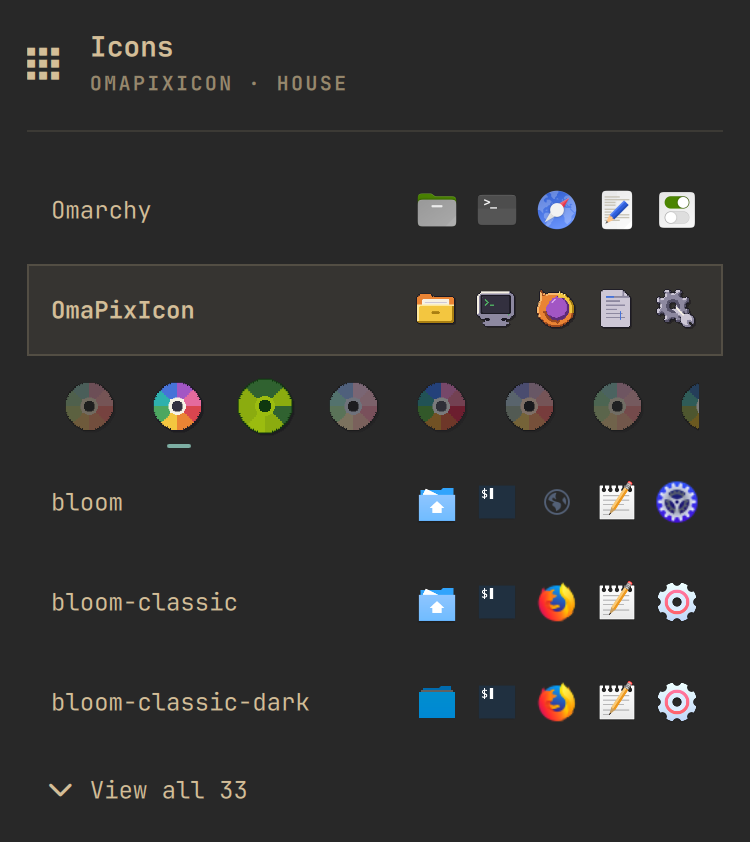 Icons
OMAPIXICON · HOUSE
Omarchy
>_
OmaPixIcon
>_
bloom
$
bloom-classic
$
bloom-classic-dark
$
View all 33